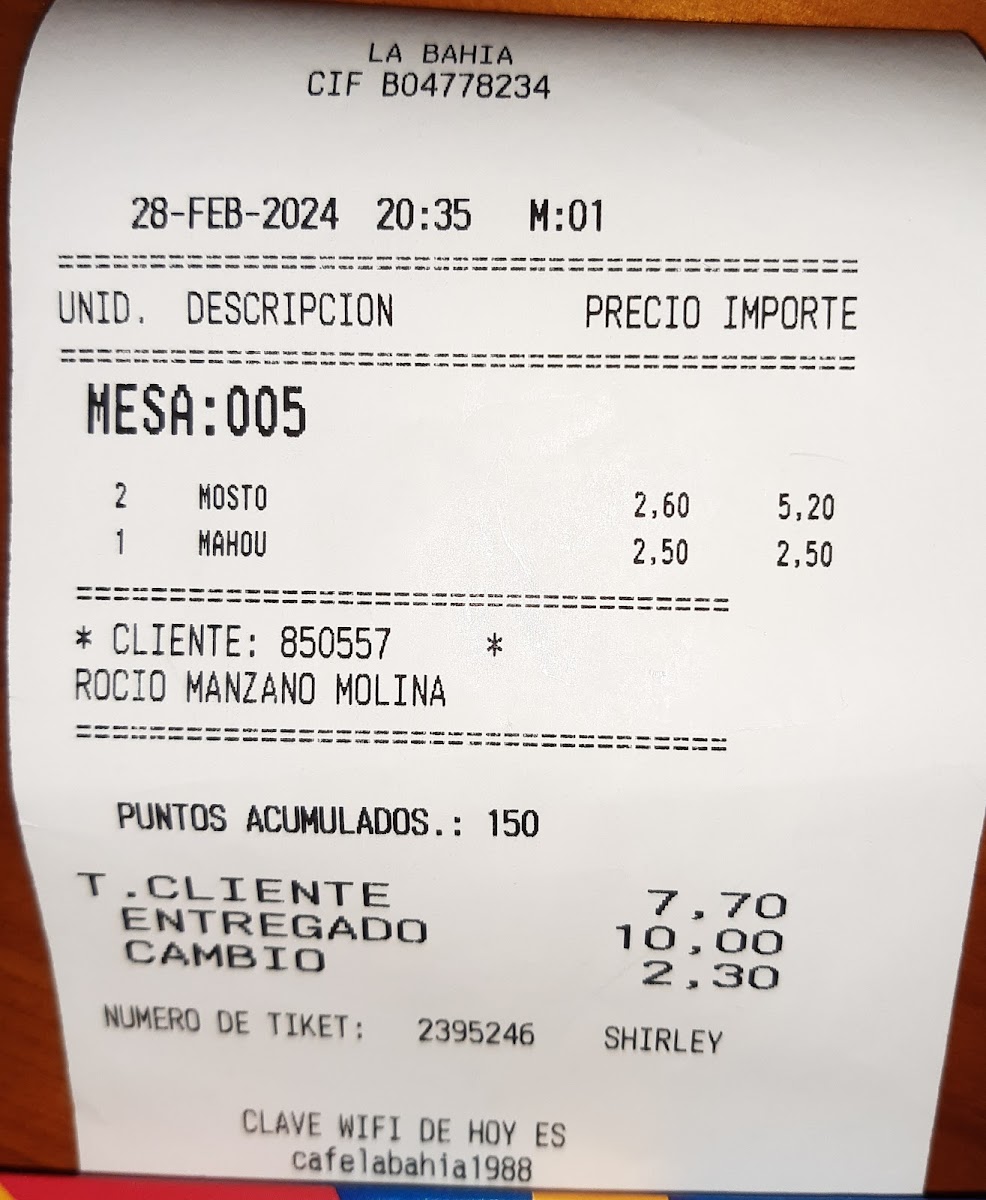 LA BAHIA
CIF B04778234
28-FEB-2024 20:35 M:01
UNID. DESCRIPCION PRECIO IMPORTE
MESA:005
2 MOSTO 2,60 5,20
1 MAHOU 2,50 2,50
* CLIENTE: 850557 *
ROCIO MANZANO MOLINA
PUNTOS ACUMULADOS.: 150
T.CLIENTE 7,70
ENTREGADO 10,00
CAMBIO 2,30
NUMERO DE TIKET: 2395246 SHIRLEY
CLAVE WIFI DE HOY ES
cafelabahia1988